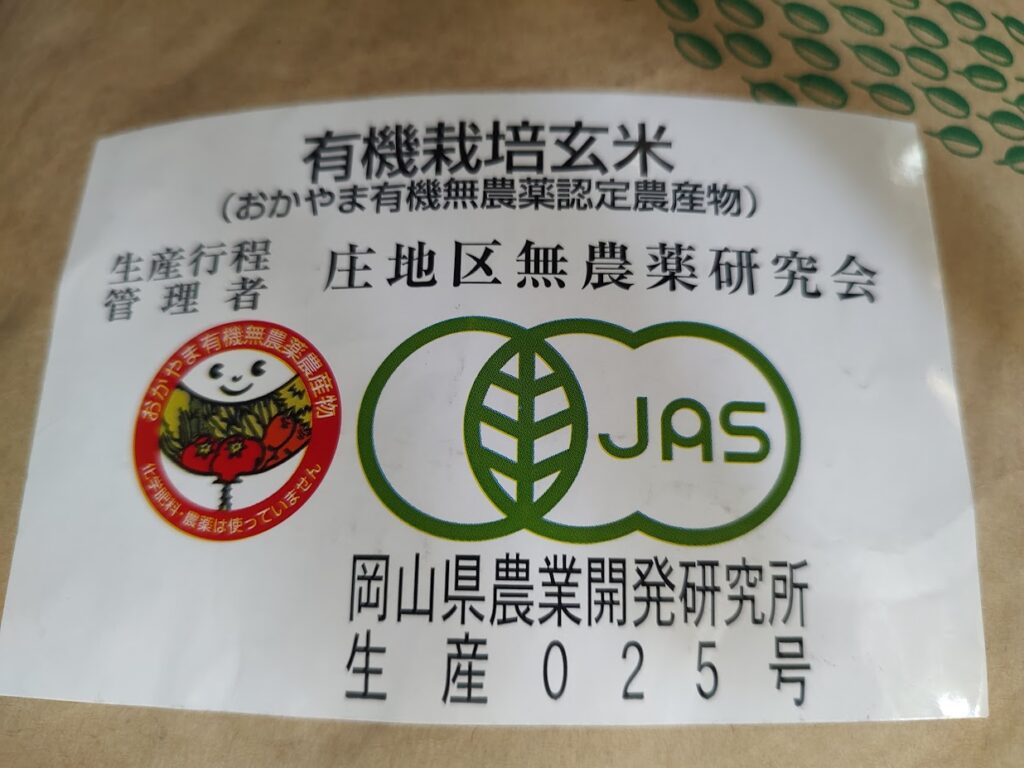 有機栽培玄米
(おかやま有機無農薬認定農産物)
生産行程
管理者
庄地区無農薬研究会
おかやま有機無農薬農産物
化学肥料・農薬は使っていません
JAS
岡山県農業開発研究所
生産025号